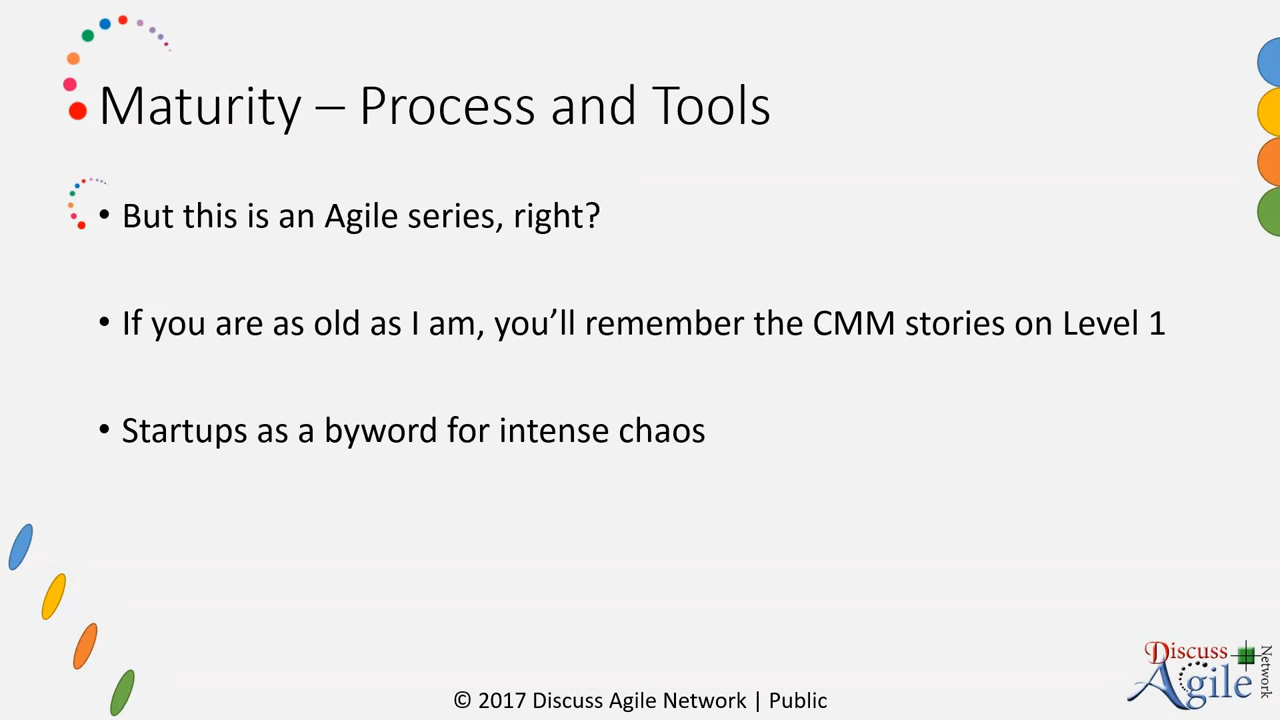 Maturity – Process and Tools
• But this is an Agile series, right?
• If you are as old as I am, you’ll remember the CMM stories on Level 1
• Startups as a byword for intense chaos
Discuss
Agile
Network
© 2017 Discuss Agile Network | Public